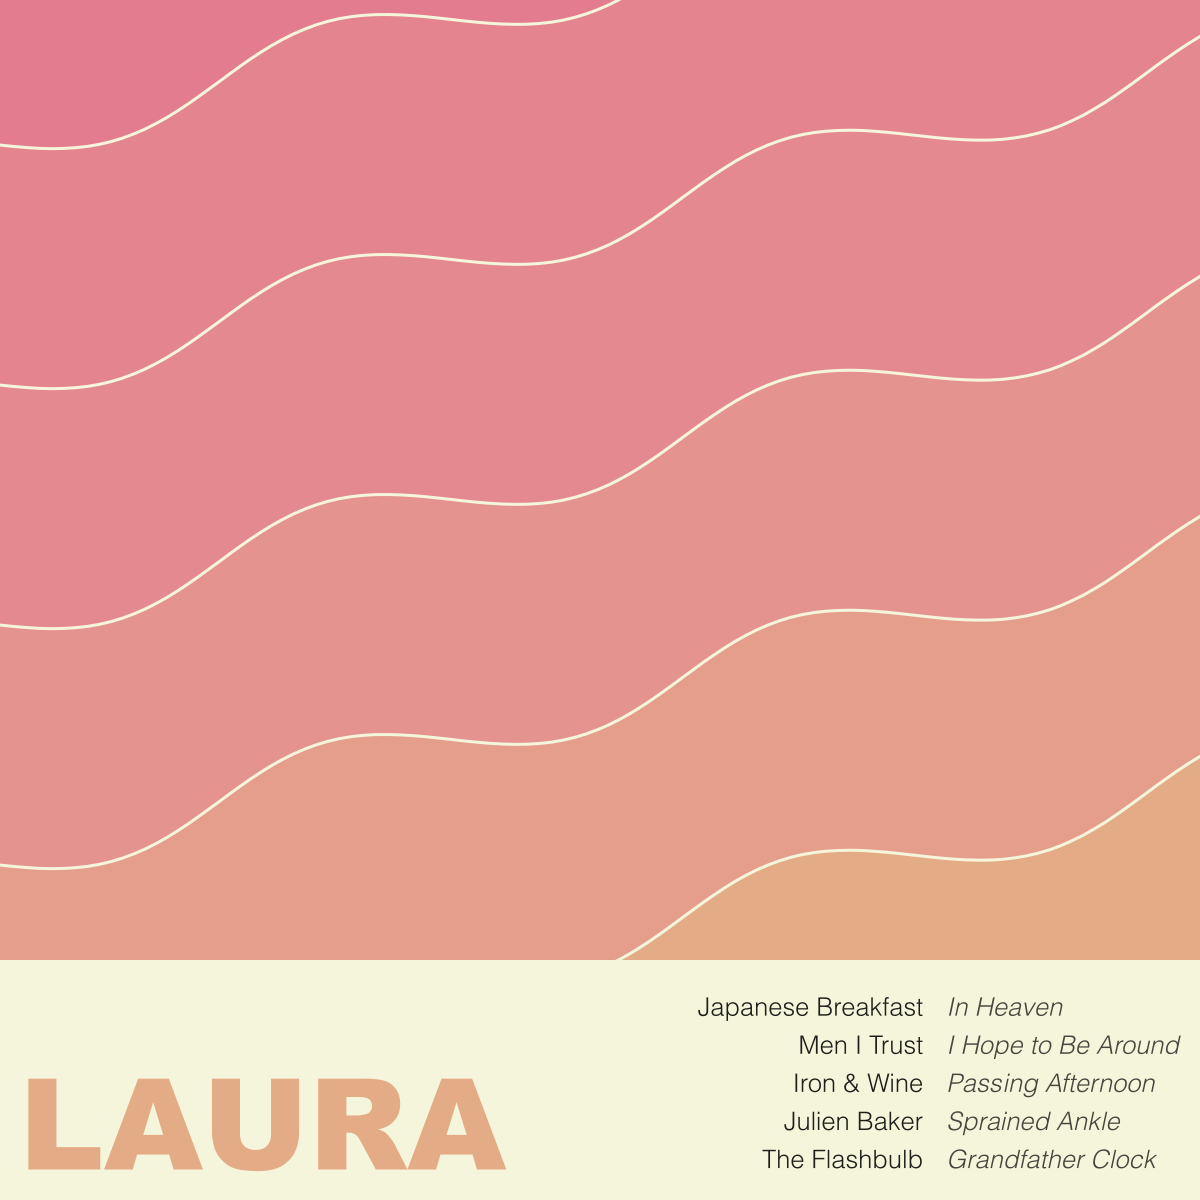 Japanese Breakfast In Heaven
Men I Trust I Hope to Be Around
Iron & Wine Passing Afternoon
Julien Baker Sprained Ankle
The Flashbulb Grandfather Clock
LAURA